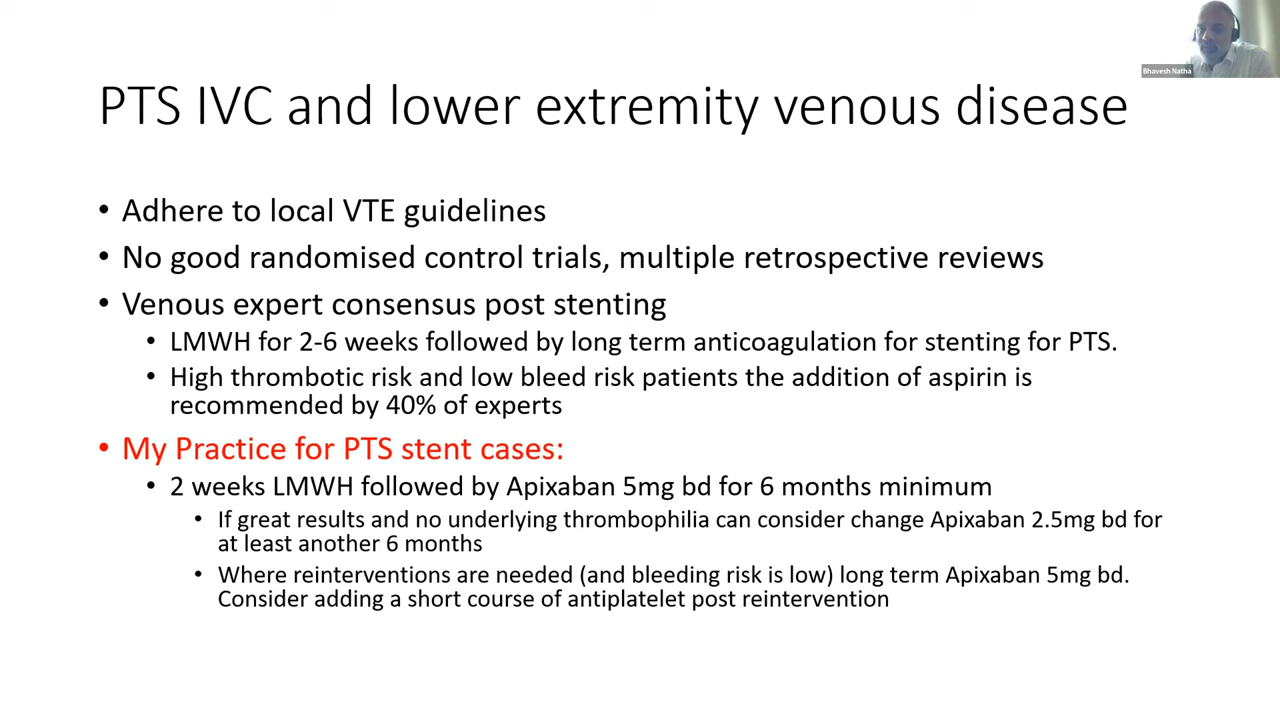 Bhavesh Natha
PTS IVC and lower extremity venous disease
• Adhere to local VTE guidelines
• No good randomised control trials, multiple retrospective reviews
• Venous expert consensus post stenting
• LMWH for 2-6 weeks followed by long term anticoagulation for stenting for PTS.
• High thrombotic risk and low bleed risk patients the addition of aspirin is
recommended by 40% of experts
• My Practice for PTS stent cases:
• 2 weeks LMWH followed by Apixaban 5mg bd for 6 months minimum
• If great results and no underlying thrombophilia can consider change Apixaban 2.5mg bd for
at least another 6 months
• Where reinterventions are needed (and bleeding risk is low) long term Apixaban 5mg bd.
Consider adding a short course of antiplatelet post reintervention